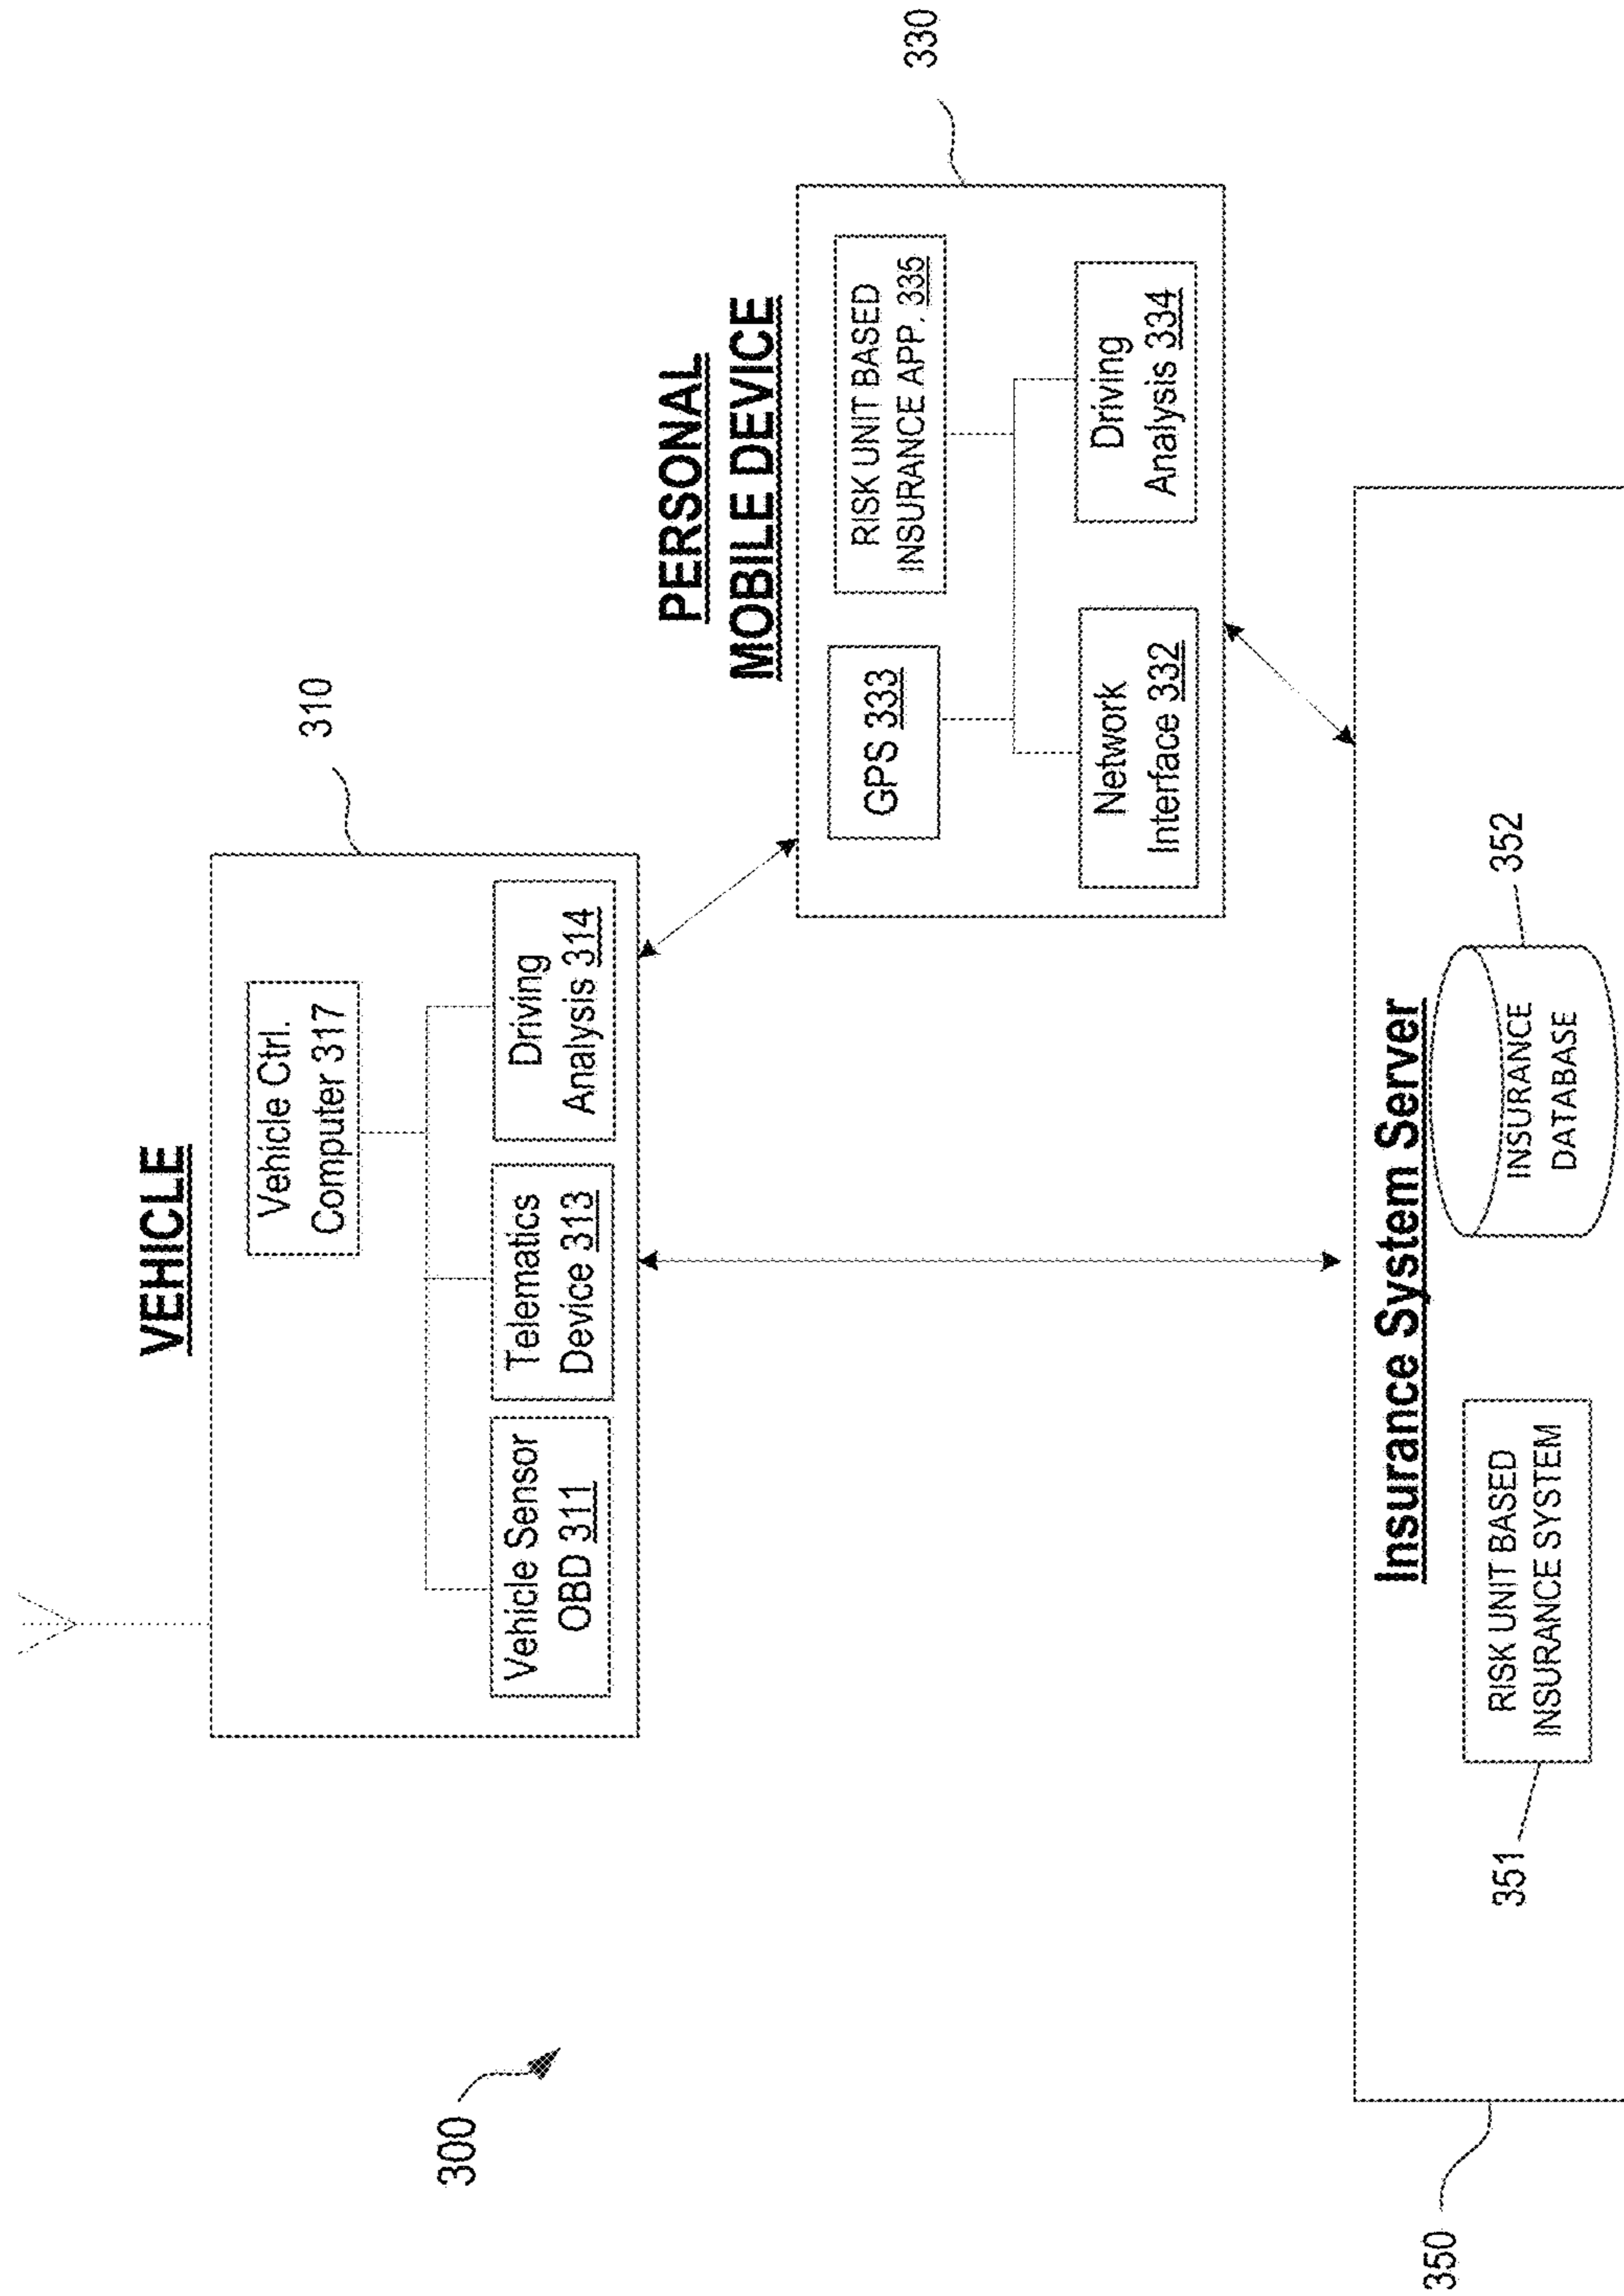 300
VEHICLE
310
Vehicle Ctrl.
Computer 317
Vehicle Sensor
OBD 311
Telematics
Device 313
Driving
Analysis 314
PERSONAL
MOBILE DEVICE
330
GPS 333
RISK UNIT BASED
INSURANCE APP. 335
Network
Interface 332
Driving
Analysis 334
350
Insurance System Server
351
RISK UNIT BASED
INSURANCE SYSTEM
352
INSURANCE
DATABASE